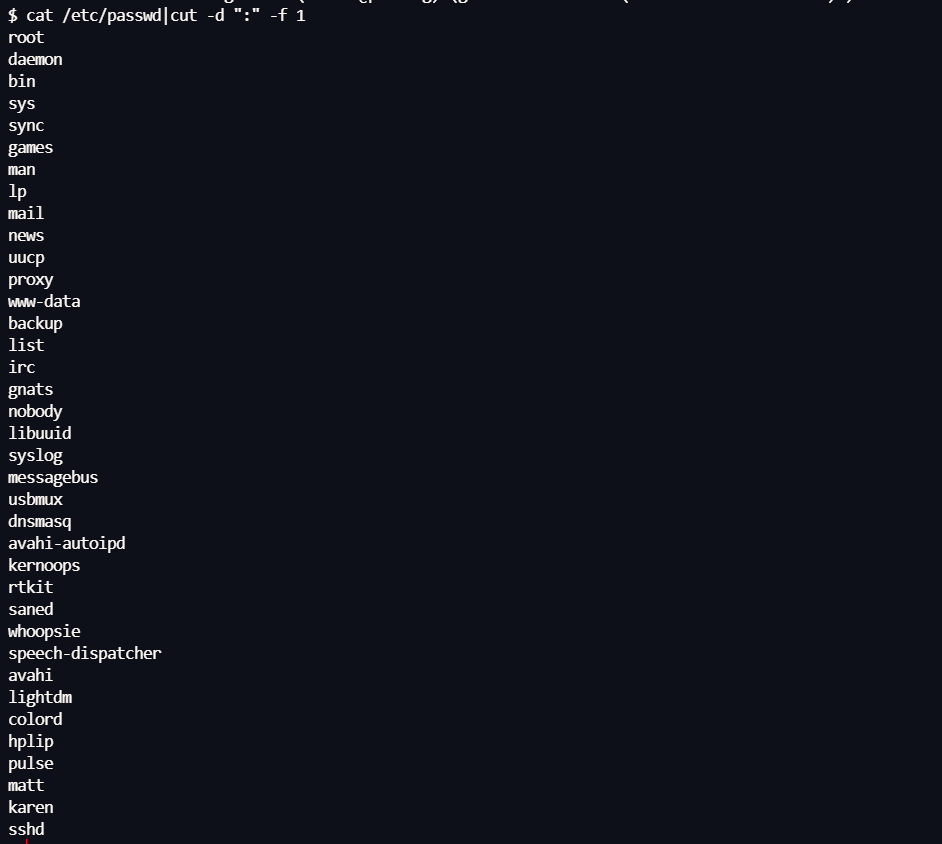 $ cat /etc/passwd|cut -d ":" -f 1
root
daemon
bin
sys
sync
games
man
lp
mail
news
uucp
proxy
www-data
backup
list
irc
gnats
nobody
libuuid
syslog
messagebus
usbmux
dnsmasq
avahi-autoipd
kernoops
rtkit
saned
whoopsie
speech-dispatcher
avahi
lightdm
colord
hplip
pulse
matt
karen
sshd